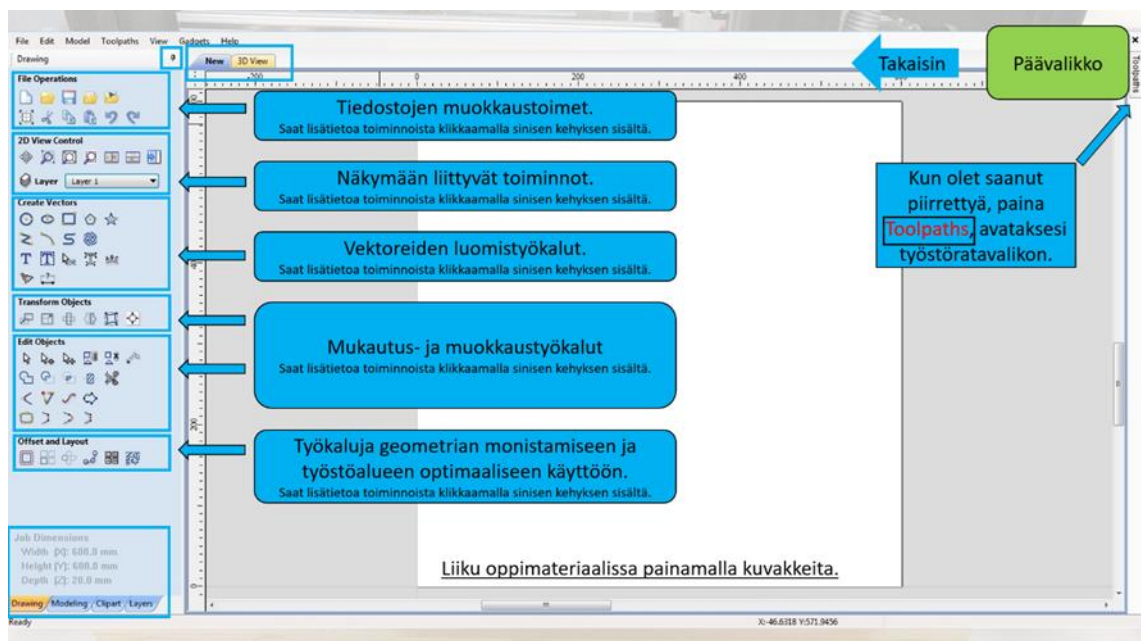 File Edit Model Toolpaths View Gadgets Help
Drawing
New 3D View
Takaisin
Päävalikko
Toolpaths
File Operations
Tiedostojen muokkaustoimet.
Saat lisätietoa toiminnoista klikkaamalla sinisen kehyksen sisältä.
2D View Control
Layer Layer 1
Näkymään liittyvät toiminnot.
Saat lisätietoa toiminnoista klikkaamalla sinisen kehyksen sisältä.
Kun olet saanut
piirrettyä, paina
Toolpaths, avataksesi
työstöratavalikon.
Create Vectors
Vektoreiden luomistyökalut.
Saat lisätietoa toiminnoista klikkaamalla sinisen kehyksen sisältä.
Transform Objects
Edit Objects
Mukautus- ja muokkaustyökalut
Saat lisätietoa toiminnoista klikkaamalla sinisen kehyksen sisältä.
Offset and Layout
Työkaluja geometrian monistamiseen ja
työstöalueen optimaaliseen käyttöön.
Saat lisätietoa toiminnoista klikkaamalla sinisen kehyksen sisältä.
Job Dimensions
Width (X): 600.0 mm
Height (Y): 600.0 mm
Depth (Z): 20.0 mm
Liiku oppimateriaalissa painamalla kuvakkeita.
Drawing Modeling Clipart Layers
Ready
X:-46.6318 Y:571.9456